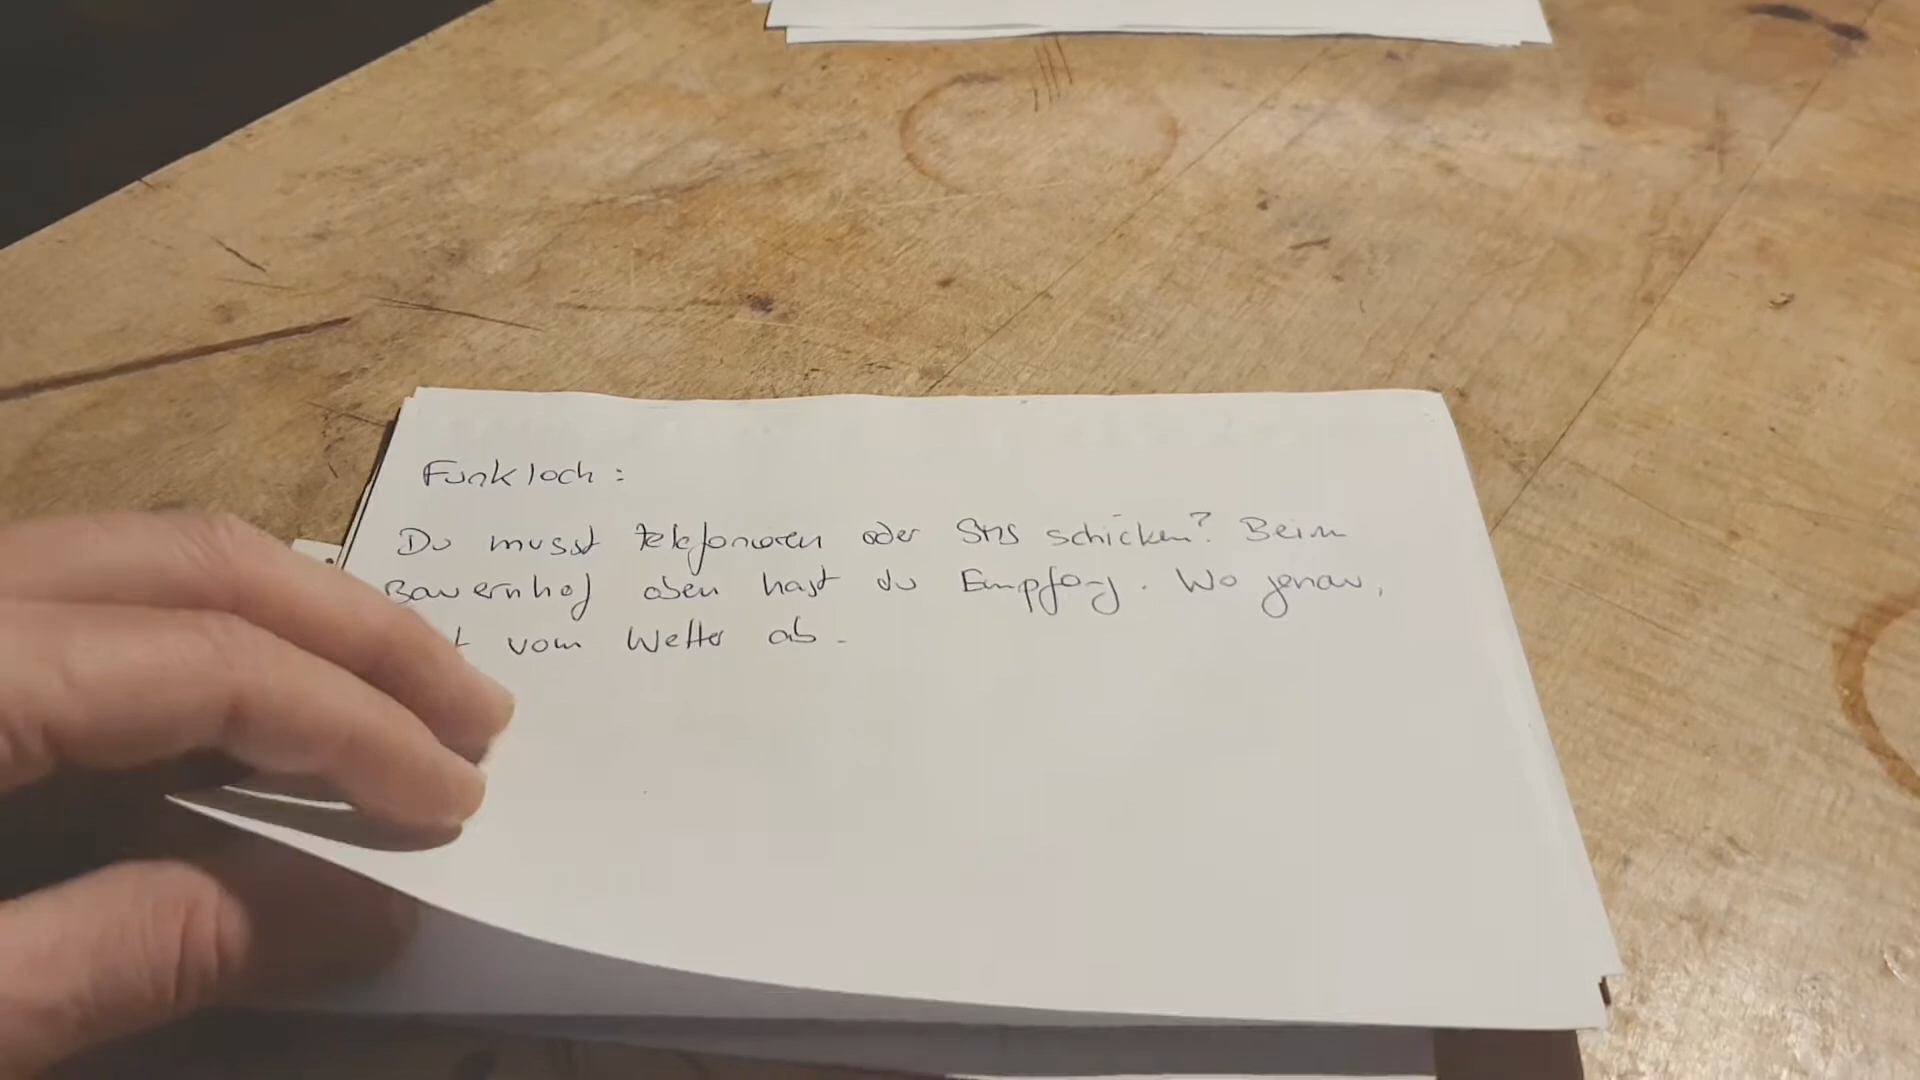 Funkloch:
Du musst telefonieren oder SMS schicken? Beim
Bauernhof oben hast du Empfang. Wo genau,
vom Wetter ab.